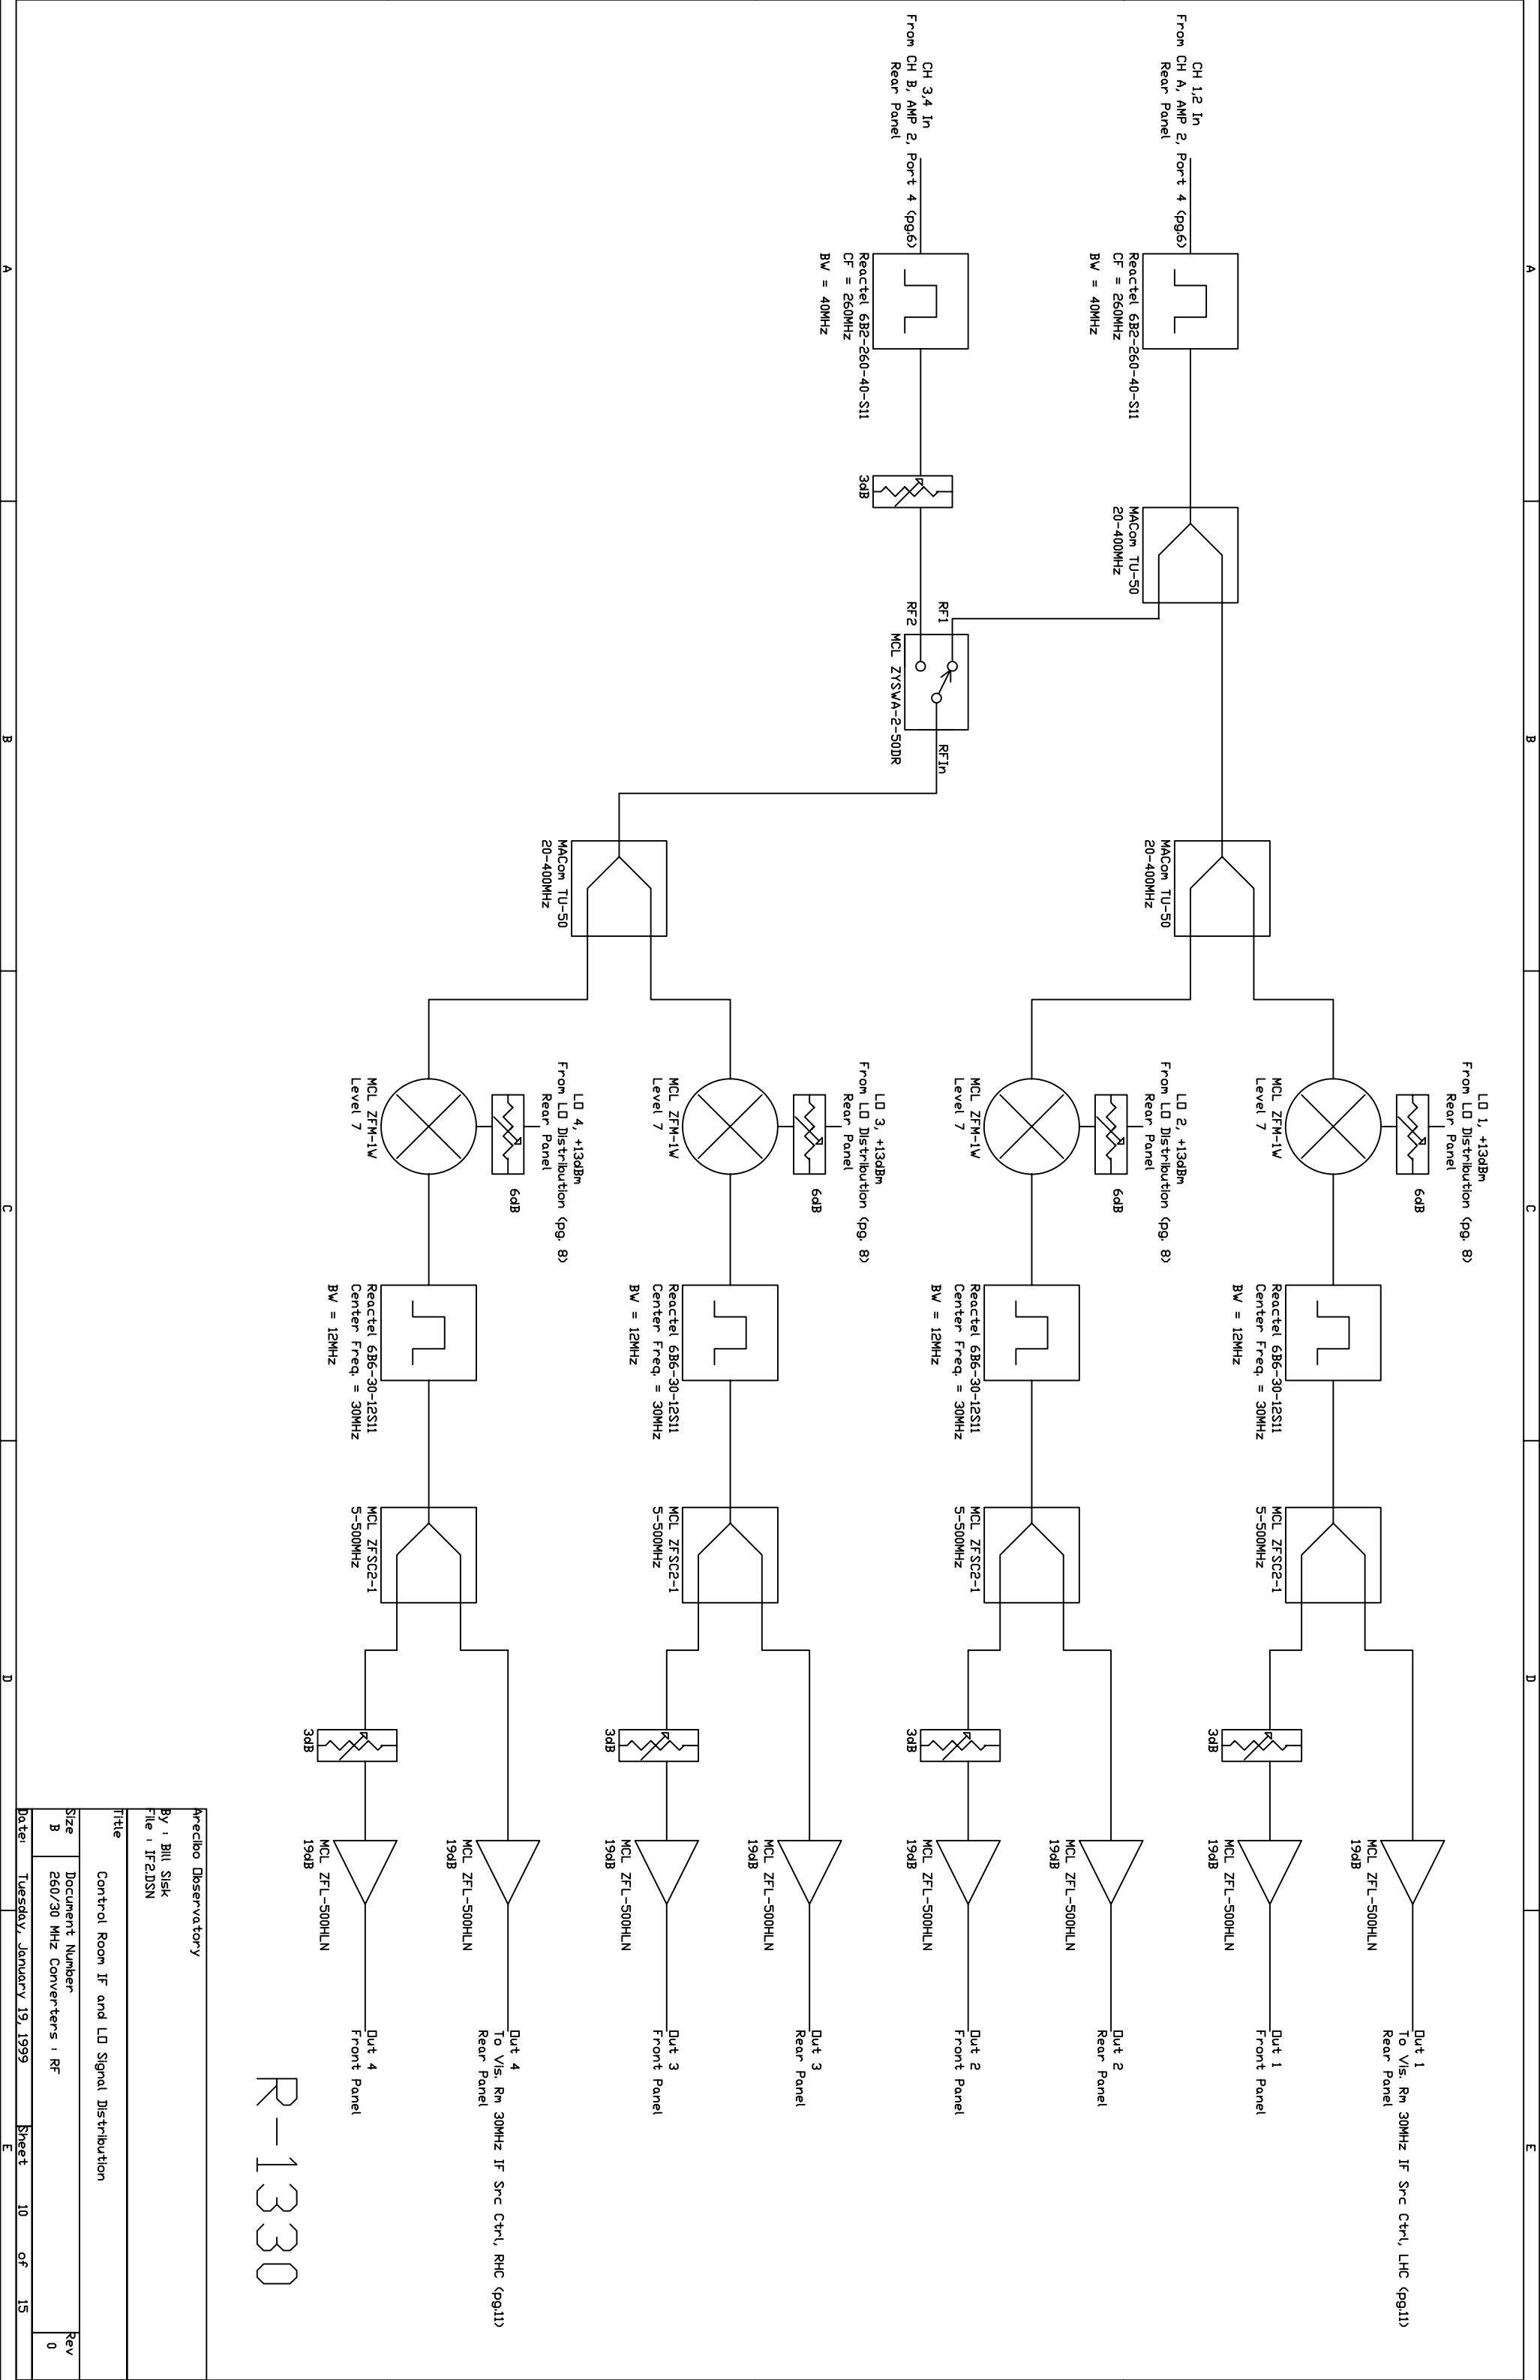 A
B
C
D
E
CH 1,2 In
From CH A, AMP 2, Port 4 (pg.6)
Rear Panel
Reactel 6B2-260-40-S11
CF = 260MHz
BW = 40MHz
MACom TU-50
20-400MHz
CH 3,4 In
From CH B, AMP 2, Port 4 (pg.6)
Rear Panel
Reactel 6B2-260-40-S11
CF = 260MHz
BW = 40MHz
3dB
RF1
RF2
RFIn
MCL ZYSWA-2-50DR
MACom TU-50
20-400MHz
MACom TU-50
20-400MHz
LO 1, +13dBm
From LO Distribution (pg. 8)
Rear Panel
6dB
MCL ZFM-1W
Level 7
Reactel 6B6-30-12S11
Center Freq. = 30MHz
BW = 12MHz
MCL ZFSC2-1
5-500MHz
3dB
MCL ZFL-500HLN
19dB
MCL ZFL-500HLN
19dB
Out 1
To Vis. Rm 30MHz IF Src Ctrl, LHC (pg.11)
Rear Panel
Out 1
Front Panel
LO 2, +13dBm
From LO Distribution (pg. 8)
Rear Panel
6dB
MCL ZFM-1W
Level 7
Reactel 6B6-30-12S11
Center Freq. = 30MHz
BW = 12MHz
MCL ZFSC2-1
5-500MHz
3dB
MCL ZFL-500HLN
19dB
MCL ZFL-500HLN
19dB
Out 2
Rear Panel
Out 2
Front Panel
LO 3, +13dBm
From LO Distribution (pg. 8)
Rear Panel
6dB
MCL ZFM-1W
Level 7
Reactel 6B6-30-12S11
Center Freq. = 30MHz
BW = 12MHz
MCL ZFSC2-1
5-500MHz
3dB
MCL ZFL-500HLN
19dB
MCL ZFL-500HLN
19dB
Out 3
Rear Panel
Out 3
Front Panel
LO 4, +13dBm
From LO Distribution (pg. 8)
Rear Panel
6dB
MCL ZFM-1W
Level 7
Reactel 6B6-30-12S11
Center Freq. = 30MHz
BW = 12MHz
MCL ZFSC2-1
5-500MHz
3dB
MCL ZFL-500HLN
19dB
MCL ZFL-500HLN
19dB
Out 4
To Vis. Rm 30MHz IF Src Ctrl, RHC (pg.11)
Rear Panel
Out 4
Front Panel
R-1330
Arecibo Observatory
By : Bill Sisk
File : IF2.DSN
Title
Control Room IF and LO Signal Distribution
Size Document Number Rev
B 260/30 MHz Converters : RF 0
Date: Tuesday, January 19, 1999 Sheet 10 of 15
A
B
C
D
E